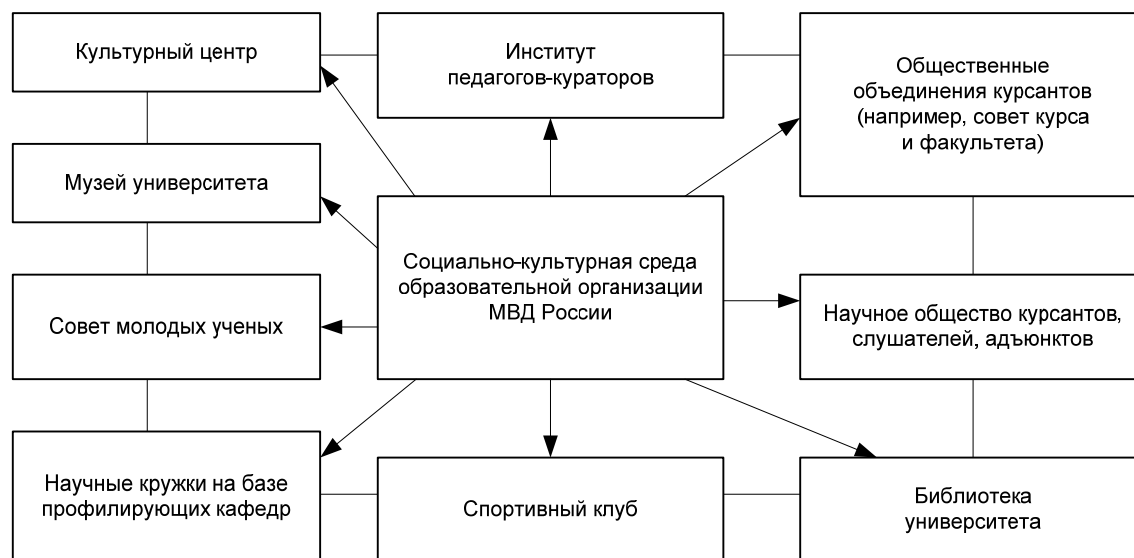 Культурный центр
Институт
педагогов-кураторов
Общественные
объединения курсантов
(например, совет курса
и факультета)
Музей университета
Социально-культурная среда
образовательной организации
МВД России
Совет молодых ученых
Научное общество курсантов,
слушателей, адъюнктов
Научные кружки на базе
профилирующих кафедр
Спортивный клуб
Библиотека
университета